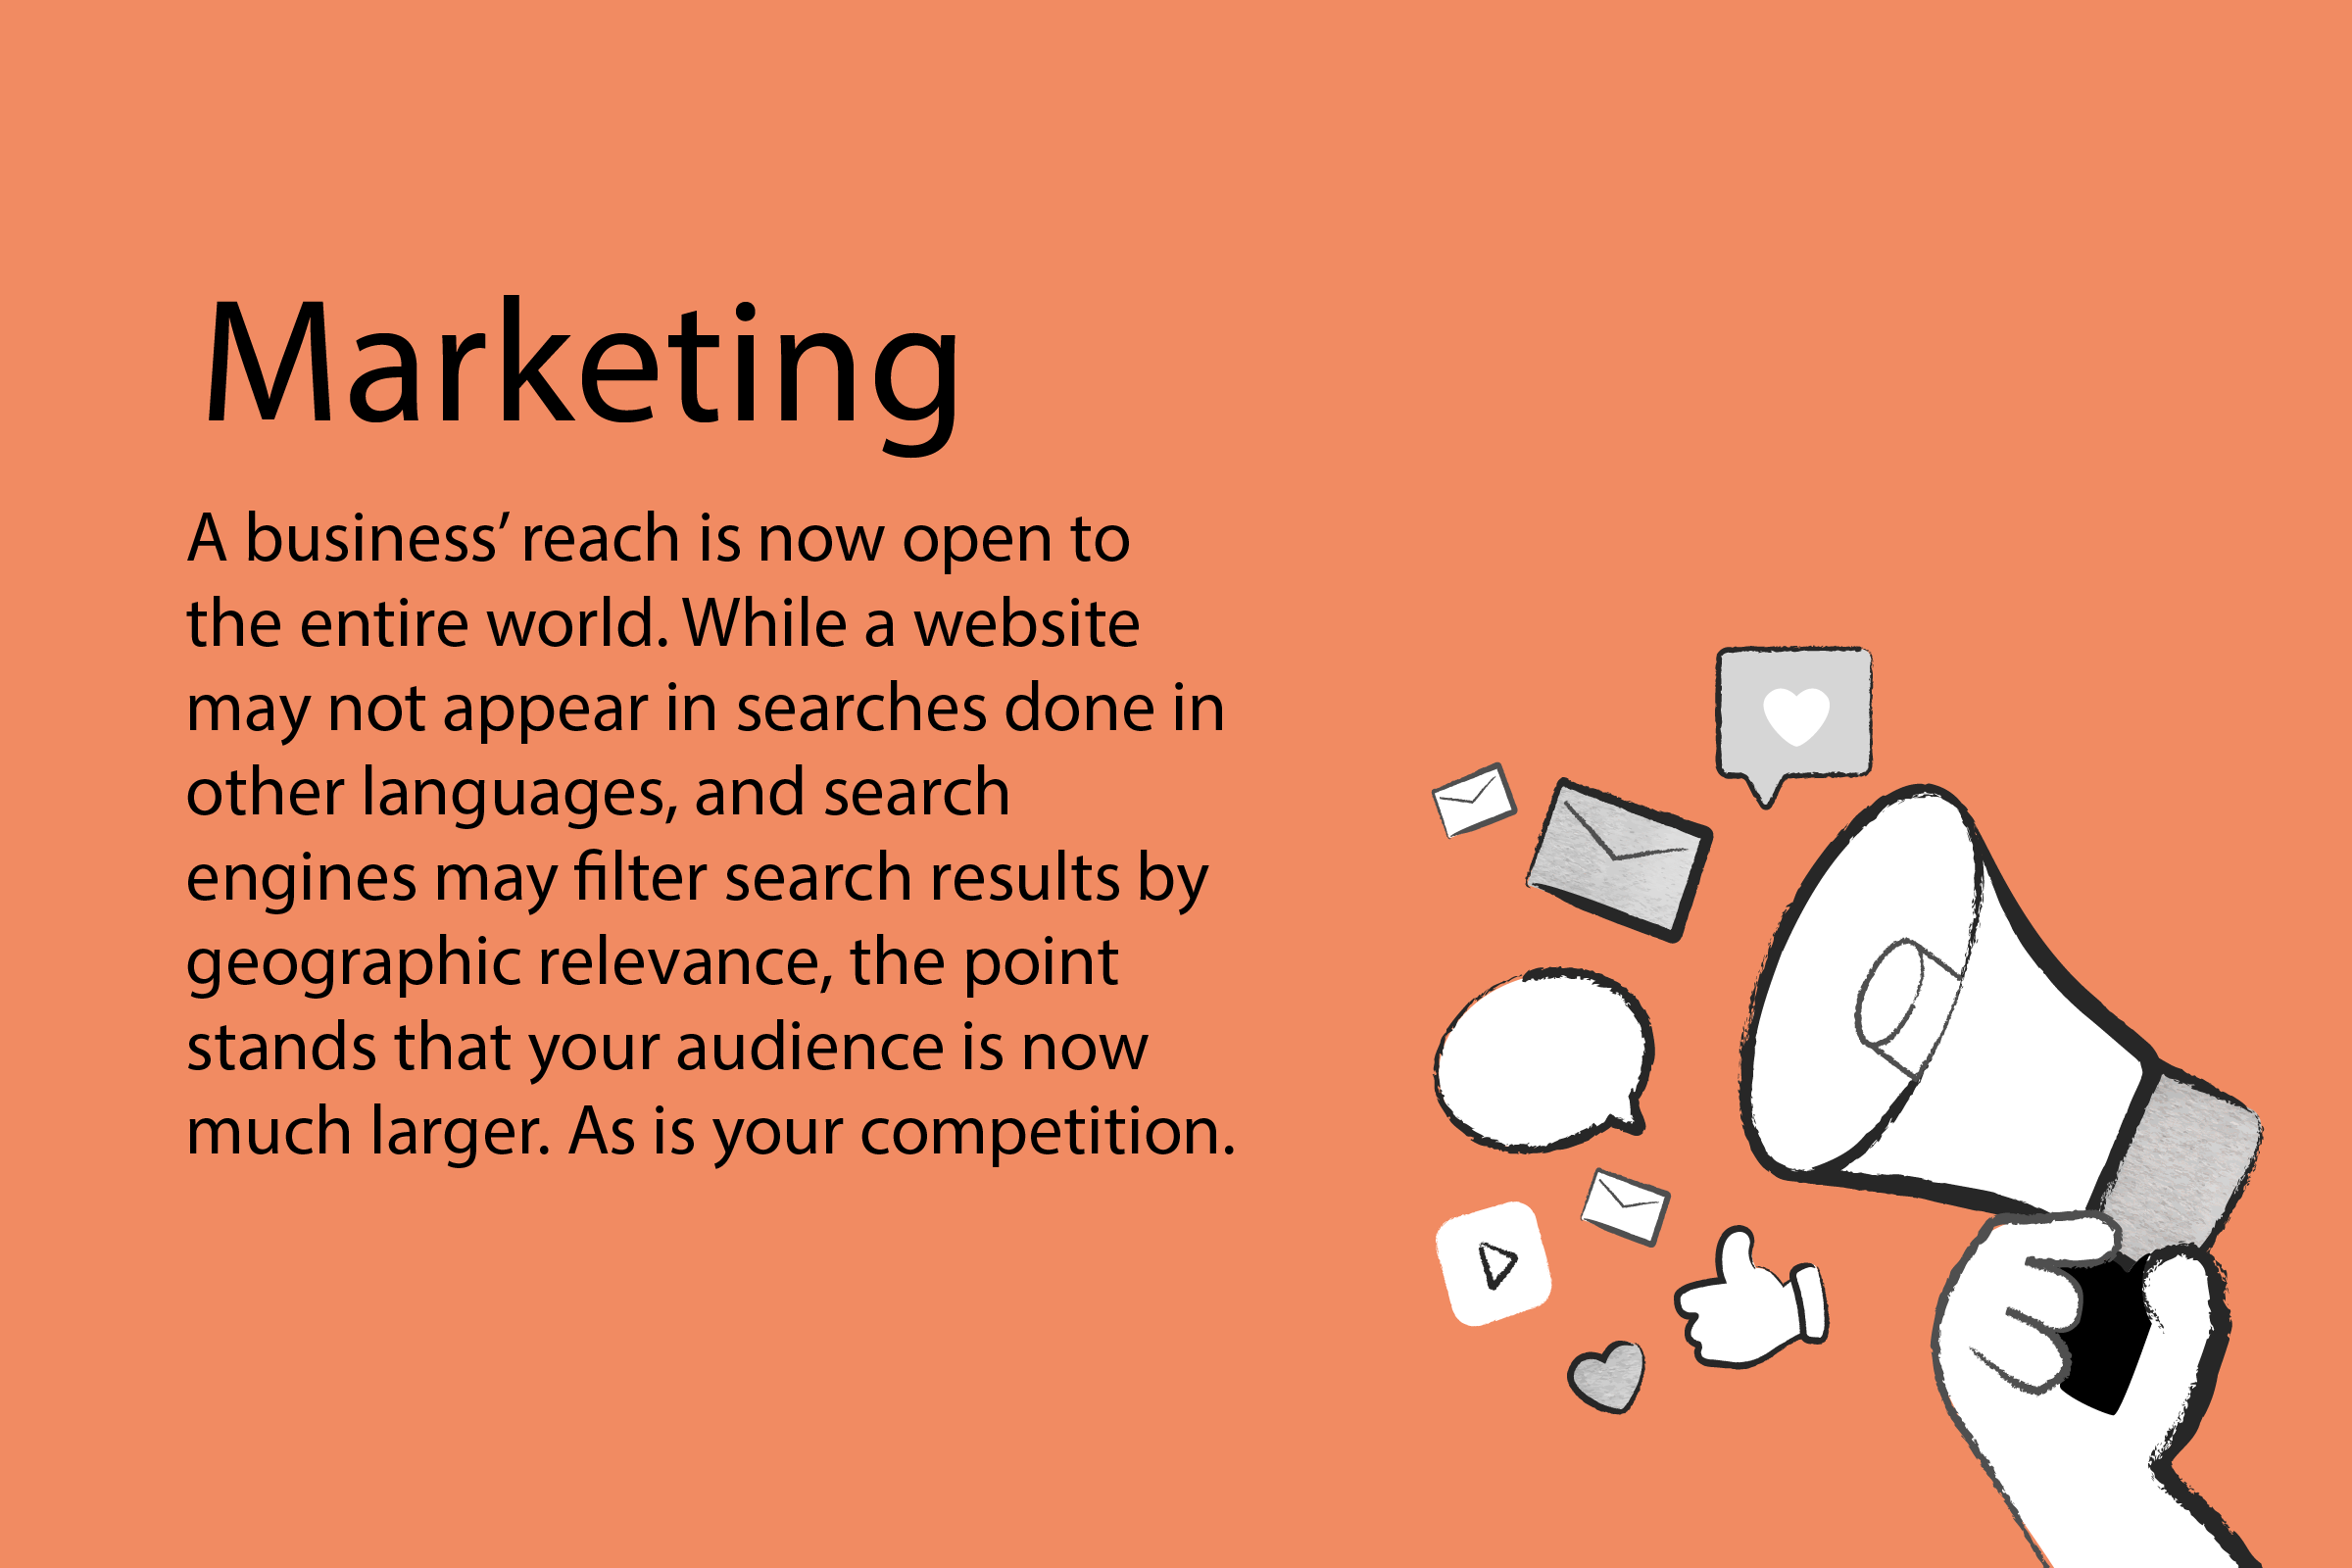 Marketing
A business’ reach is now open to
the entire world. While a website
may not appear in searches done in
other languages, and search
engines may filter search results by
geographic relevance, the point
stands that your audience is now
much larger. As is your competition.